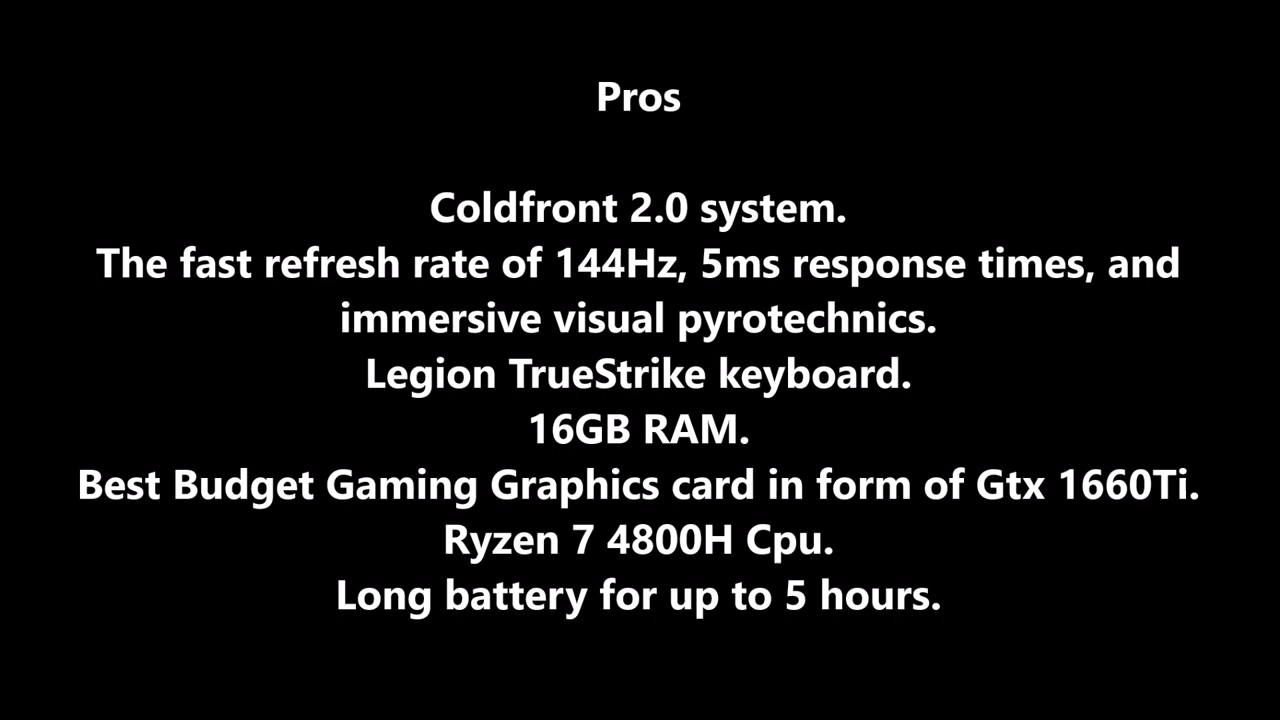 Pros
Coldfront 2.0 system.
The fast refresh rate of 144Hz, 5ms response times, and
immersive visual pyrotechnics.
Legion TrueStrike keyboard.
16GB RAM.
Best Budget Gaming Graphics card in form of Gtx 1660Ti.
Ryzen 7 4800H Cpu.
Long battery for up to 5 hours.